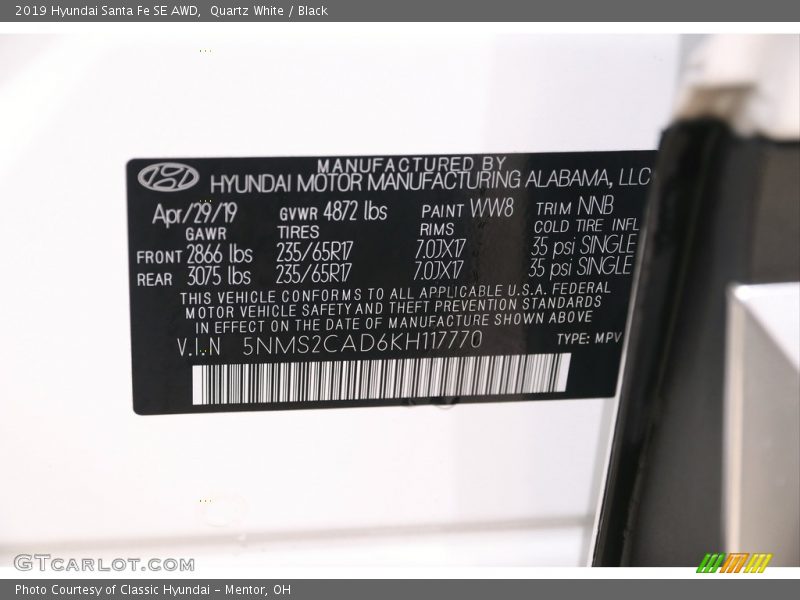 2019 Hyundai Santa Fe SE AWD,  Quartz White / Black
MANUFACTURED BY
HYUNDAI MOTOR MANUFACTURING ALABAMA, LLC
Apr/29/19 GVWR 4872 lbs PAINT WW8 TRIM NNB
GAWR TIRES RIMS COLD TIRE INFL
FRONT 2866 lbs 235/65R17 7.0JX17 35 psi SINGLE
REAR 3075 lbs 235/65R17 7.0JX17 35 psi SINGLE
THIS VEHICLE CONFORMS TO ALL APPLICABLE U.S.A. FEDERAL
MOTOR VEHICLE SAFETY AND THEFT PREVENTION STANDARDS
IN EFFECT ON THE DATE OF MANUFACTURE SHOWN ABOVE
V.I.N 5NMS2CAD6KH117770 TYPE: MPV
GTCARLOT.COM
Photo Courtesy of Classic Hyundai - Mentor, OH